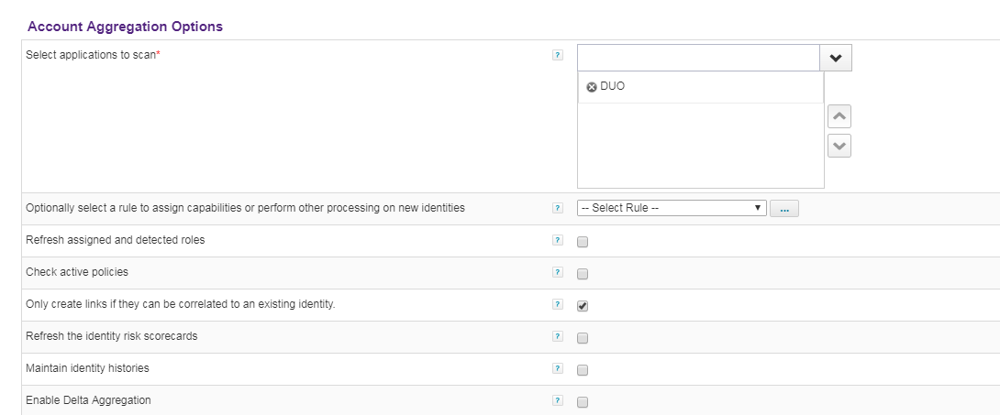 Account Aggregation Options
Select applications to scan*
?
DUO
Optionally select a rule to assign capabilities or perform other processing on new identities
?
-- Select Rule --
...
Refresh assigned and detected roles
?
Check active policies
?
Only create links if they can be correlated to an existing identity.
?
Refresh the identity risk scorecards
?
Maintain identity histories
?
Enable Delta Aggregation
?